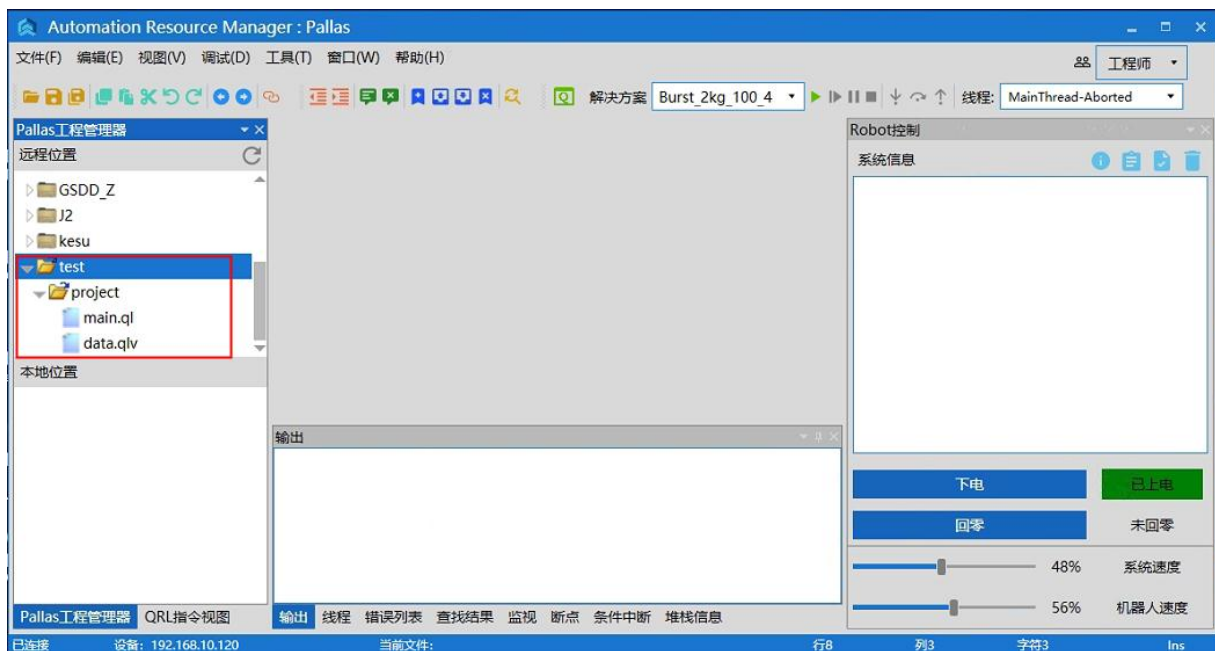 Automation Resource Manager : Pallas
文件(F) 编辑(E) 视图(V) 调试(D) 工具(T) 窗口(W) 帮助(H)
工程师
解决方案 Burst_2kg_100_4 线程: MainThread-Aborted
Pallas工程管理器
远程位置
GSDD_Z
J2
kesu
test
project
main.ql
data.qlv
本地位置
Pallas工程管理器 QRL指令视图
输出
输出 线程 错误列表 查找结果 监视 断点 条件中断 堆栈信息
Robot控制
系统信息
下电 已上电
回零 未回零
48% 系统速度
56% 机器人速度
已连接 设备: 192.168.10.120 当前文件: 行8 列3 字符3 Ins